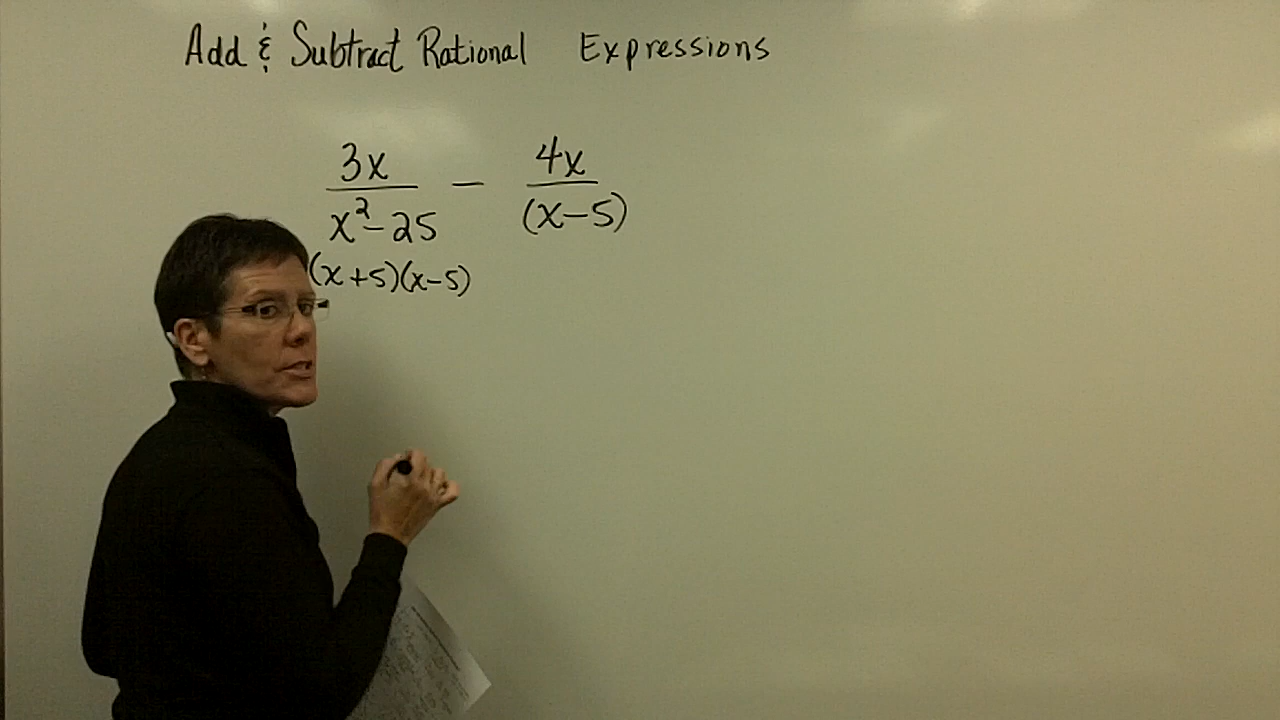 Add & Subtract Rational Expressions
3x/(x²-25) - 4x/(x-5)
(x+5)(x-5)